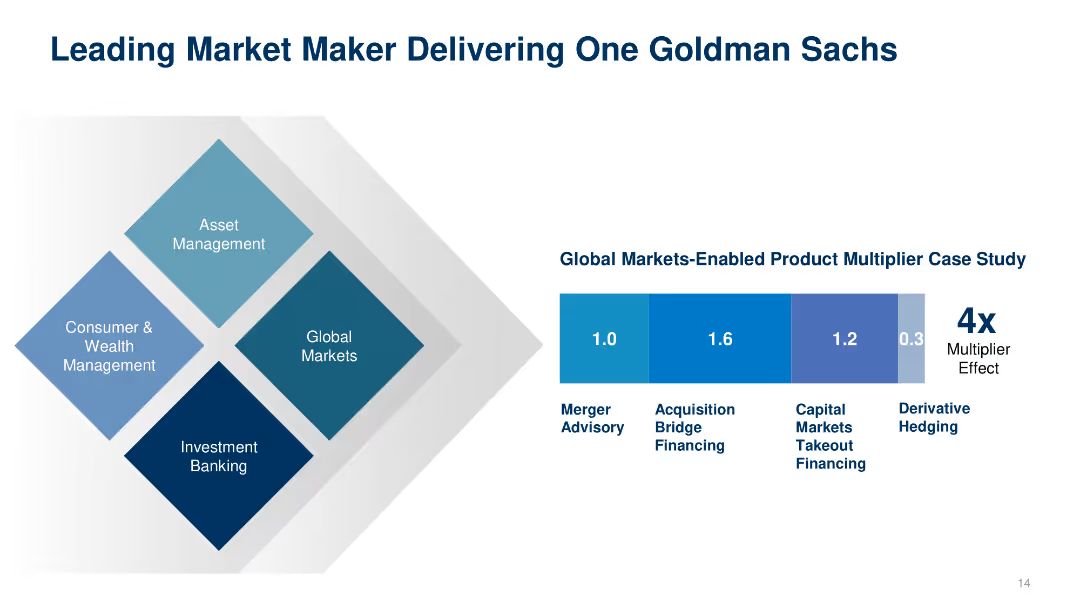 Leading Market Maker Delivering One Goldman Sachs
Asset
Management
Consumer &
Wealth
Management
Global
Markets
Investment
Banking
Global Markets-Enabled Product Multiplier Case Study
1.0
1.6
1.2
0.3
4x
Multiplier
Effect
Merger
Advisory
Acquisition
Bridge
Financing
Capital
Markets
Takeout
Financing
Derivative
Hedging
14